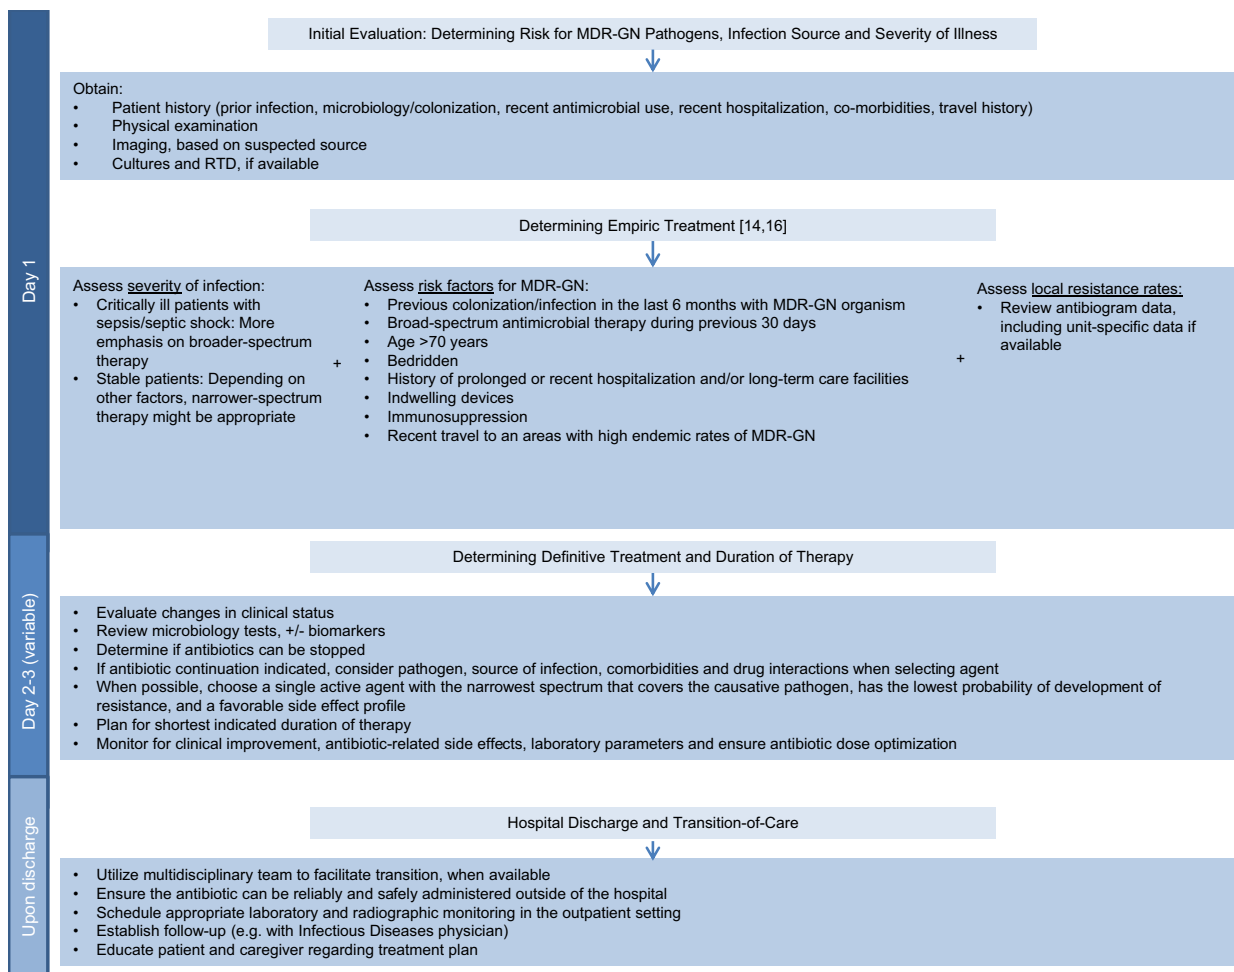 Day 1
Initial Evaluation: Determining Risk for MDR-GN Pathogens, Infection Source and Severity of Illness
Obtain:
• Patient history (prior infection, microbiology/colonization, recent antimicrobial use, recent hospitalization, co-morbidities, travel history)
• Physical examination
• Imaging, based on suspected source
• Cultures and RTD, if available
Determining Empiric Treatment [14,16]
Assess severity of infection:
• Critically ill patients with
sepsis/septic shock: More
emphasis on broader-spectrum
therapy
• Stable patients: Depending on
other factors, narrower-spectrum
therapy might be appropriate
+
Assess risk factors for MDR-GN:
• Previous colonization/infection in the last 6 months with MDR-GN organism
• Broad-spectrum antimicrobial therapy during previous 30 days
• Age >70 years
• Bedridden
• History of prolonged or recent hospitalization and/or long-term care facilities
• Indwelling devices
• Immunosuppression
• Recent travel to an areas with high endemic rates of MDR-GN
+
Assess local resistance rates:
• Review antibiogram data,
including unit-specific data if
available
Day 2-3 (variable)
Determining Definitive Treatment and Duration of Therapy
• Evaluate changes in clinical status
• Review microbiology tests, +/- biomarkers
• Determine if antibiotics can be stopped
• If antibiotic continuation indicated, consider pathogen, source of infection, comorbidities and drug interactions when selecting agent
• When possible, choose a single active agent with the narrowest spectrum that covers the causative pathogen, has the lowest probability of development of
resistance, and a favorable side effect profile
• Plan for shortest indicated duration of therapy
• Monitor for clinical improvement, antibiotic-related side effects, laboratory parameters and ensure antibiotic dose optimization
Upon discharge
Hospital Discharge and Transition-of-Care
• Utilize multidisciplinary team to facilitate transition, when available
• Ensure the antibiotic can be reliably and safely administered outside of the hospital
• Schedule appropriate laboratory and radiographic monitoring in the outpatient setting
• Establish follow-up (e.g. with Infectious Diseases physician)
• Educate patient and caregiver regarding treatment plan